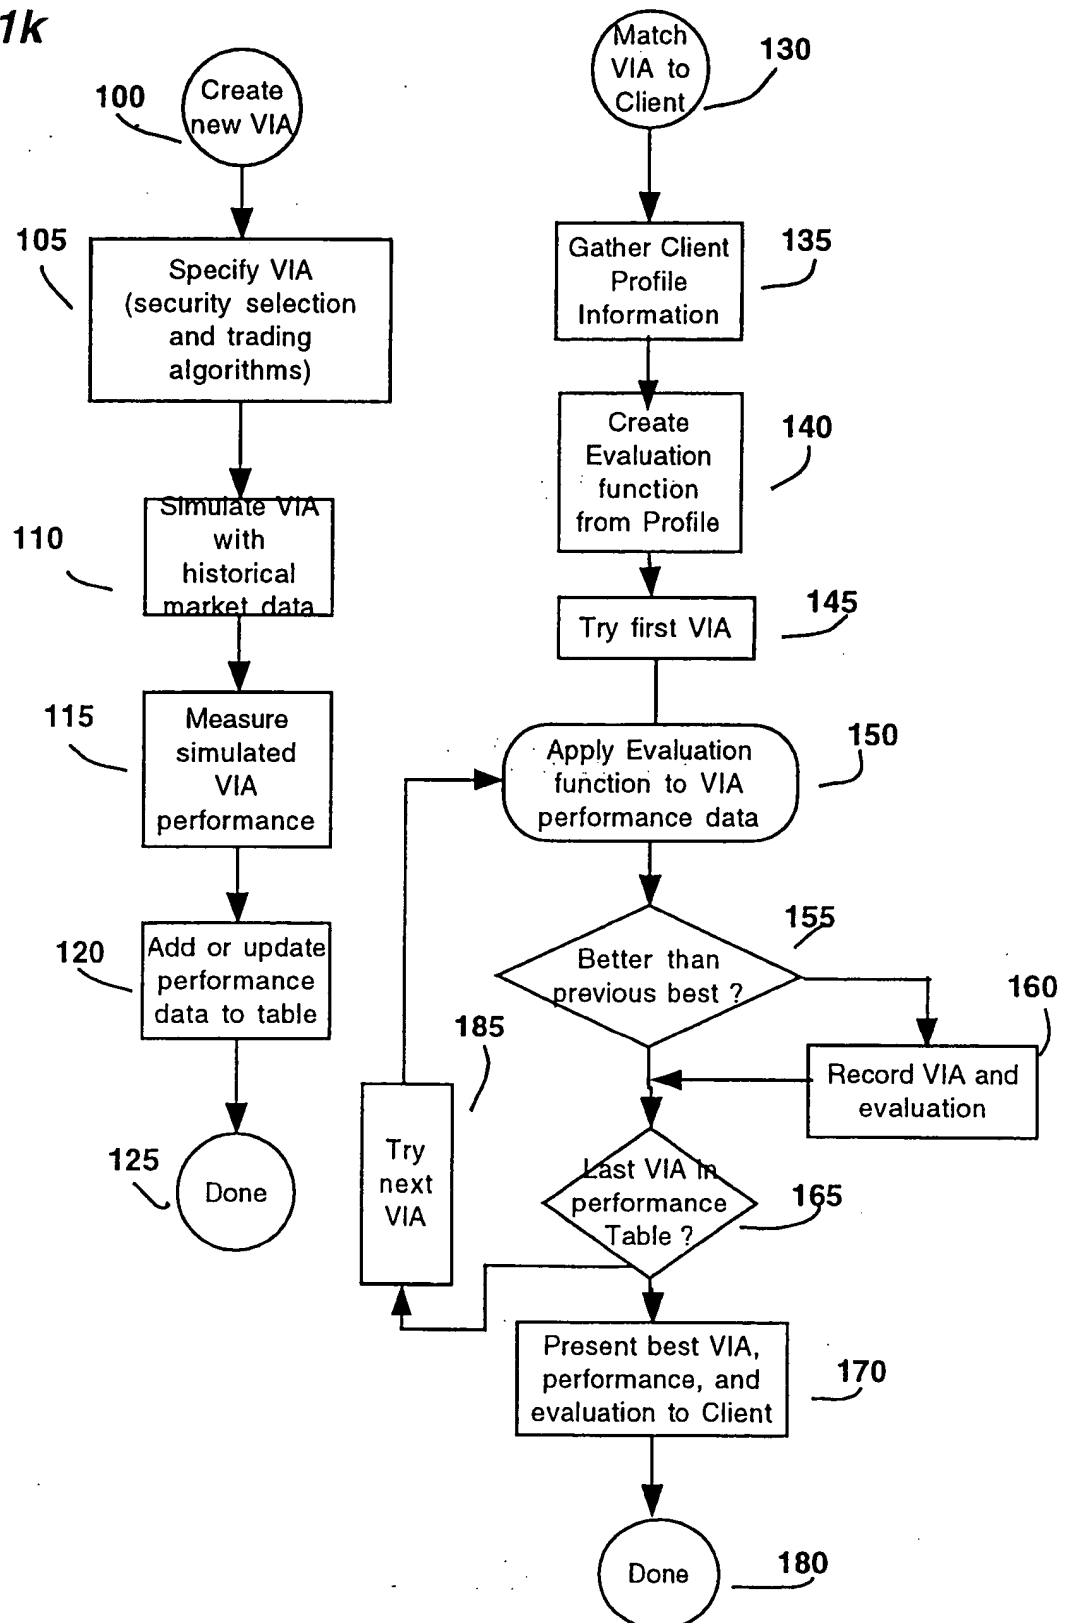 1k
100
Create
new VIA
105
Specify VIA
(security selection
and trading
algorithms)
110
Simulate VIA
with
historical
market data
115
Measure
simulated
VIA
performance
120
Add or update
performance
data to table
125
Done
Match
VIA to
Client
130
Gather Client
Profile
Information
135
Create
Evaluation
function
from Profile
140
Try first VIA
145
Apply Evaluation
function to VIA
performance data
150
Better than
previous best ?
155
Record VIA and
evaluation
160
Last VIA in
performance
Table ?
165
185
Try
next
VIA
Present best VIA,
performance, and
evaluation to Client
170
Done
180